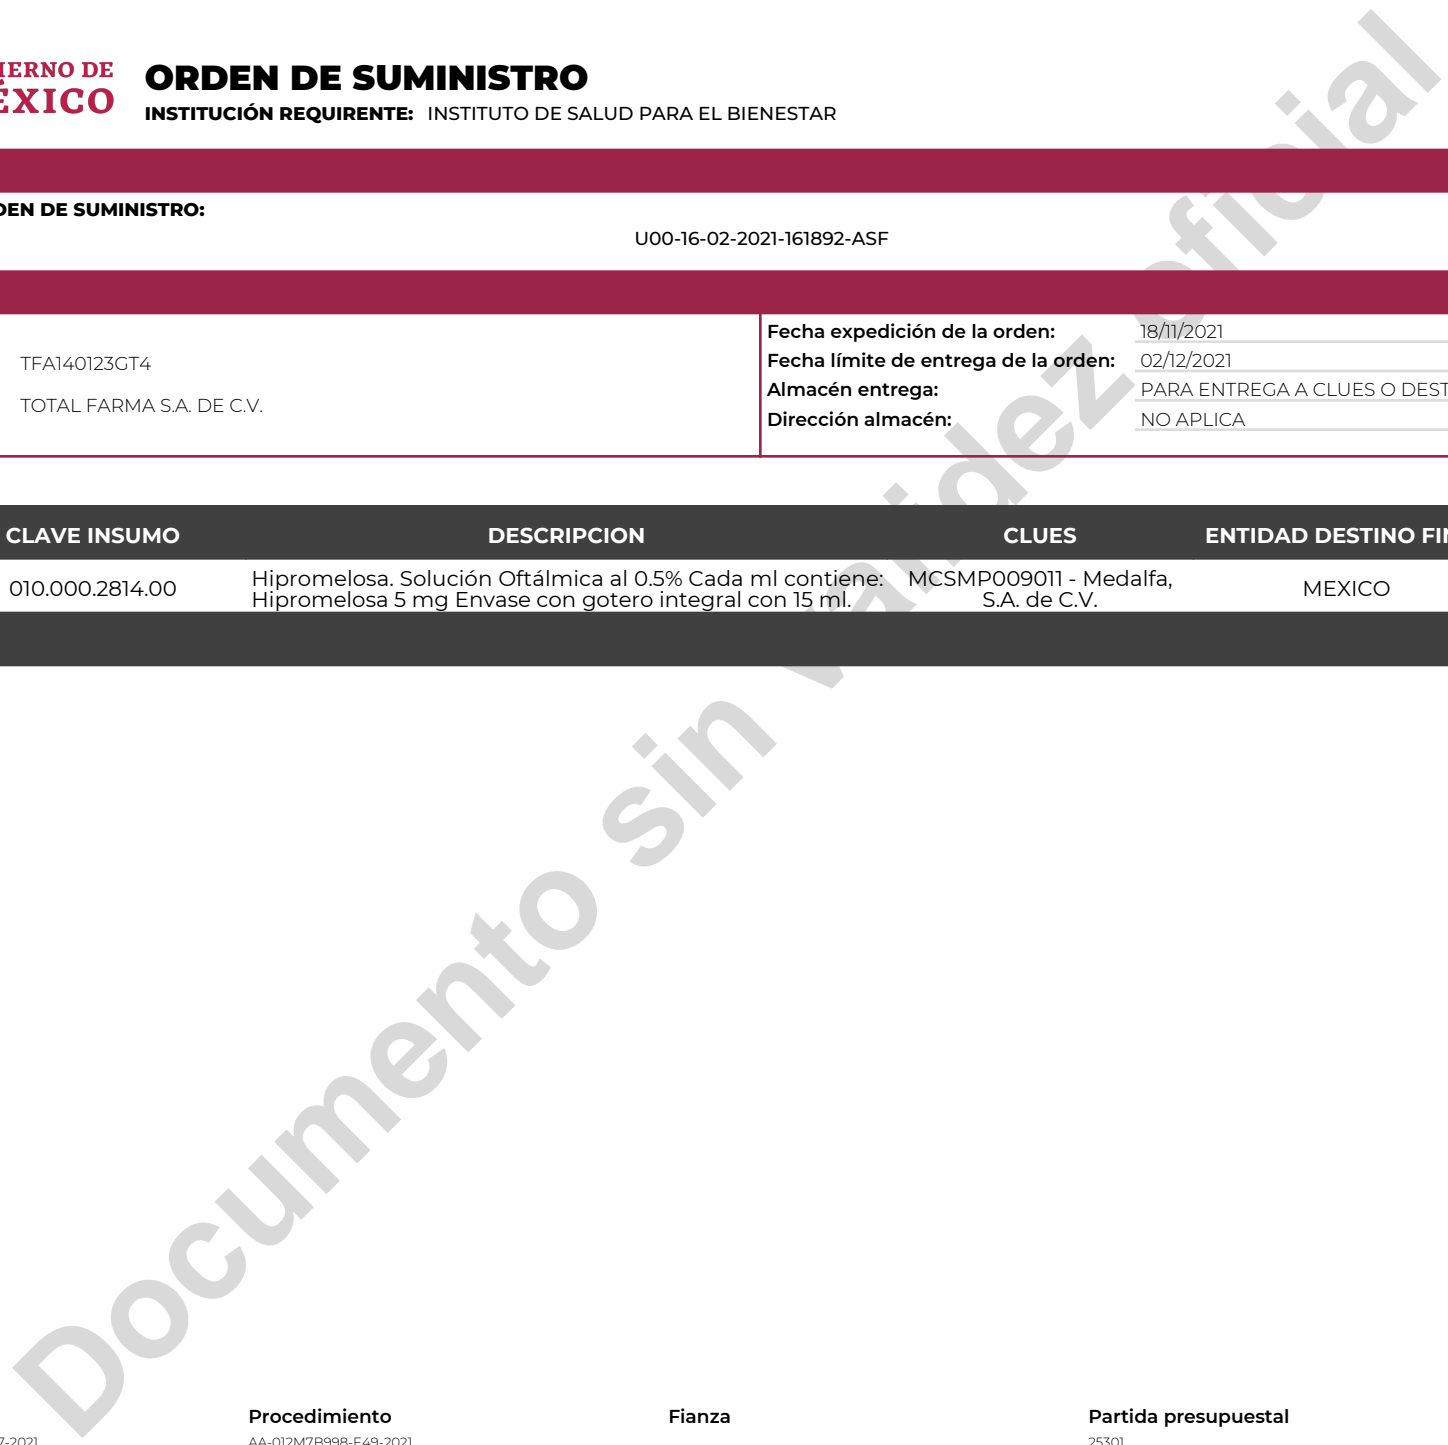 ORDEN DE SUMINISTRO
INSTITUCIÓN REQUIRENTE: INSTITUTO DE SALUD PARA EL BIENESTAR
IERNO DE
ÉXICO
DEN DE SUMINISTRO:
U00-16-02-2021-161892-ASF
TFA140123GT4
TOTAL FARMA S.A. DE C.V.
Fecha expedición de la orden: 18/11/2021
Fecha límite de entrega de la orden: 02/12/2021
Almacén entrega: PARA ENTREGA A CLUES O DEST
Dirección almacén: NO APLICA
CLAVE INSUMO DESCRIPCION CLUES ENTIDAD DESTINO FIN
010.000.2814.00
Hipromelosa. Solución Oftálmica al 0.5% Cada ml contiene:
Hipromelosa 5 mg Envase con gotero integral con 15 ml.
MCSMP009011 - Medalfa,
S.A. de C.V.
MEXICO
Documento sin validez oficial
Procedimiento Fianza Partida presupuestal
7-2021 AA-012M7B998-E49-2021 25301